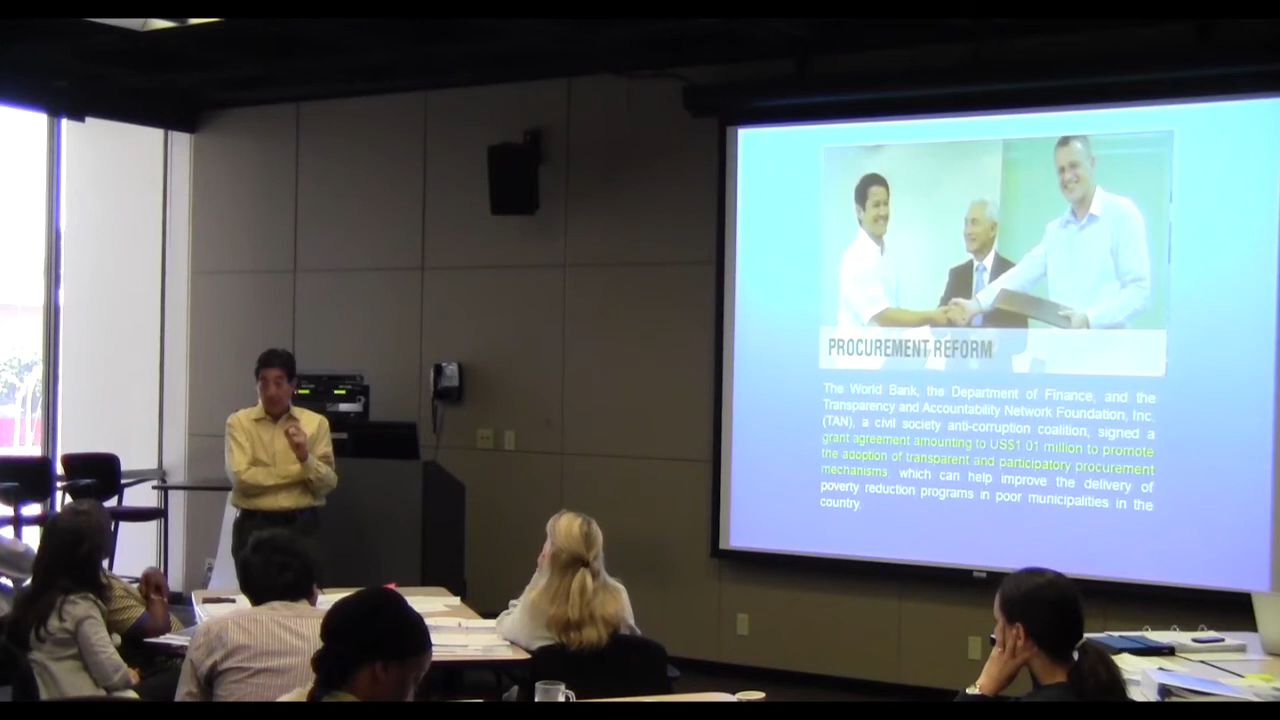 PROCUREMENT REFORM
The World Bank, the Department of Finance, and the
Transparency and Accountability Network Foundation, Inc.
(TAN), a civil society anti-corruption coalition, signed a
grant agreement amounting to US$1.01 million to promote
the adoption of transparent and participatory procurement
mechanisms, which can help improve the delivery of
poverty reduction programs in poor municipalities in the
country.